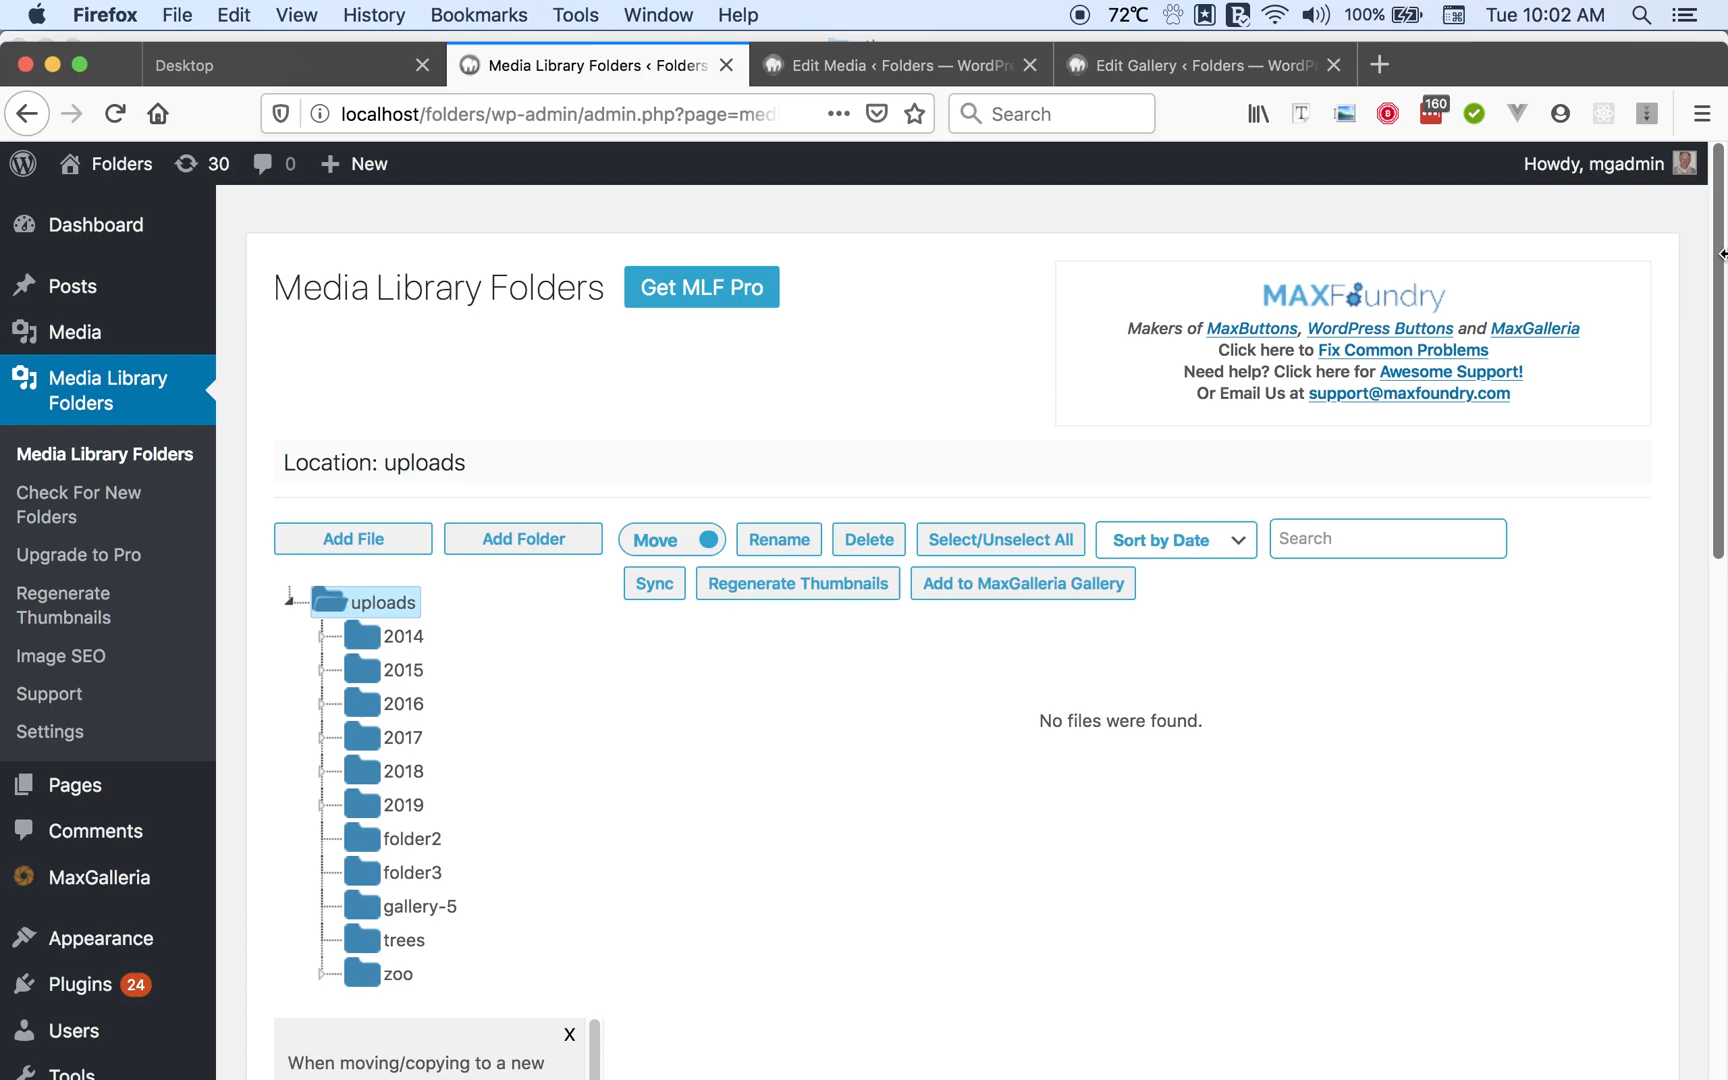 Firefox File Edit View History Bookmarks Tools Window Help 72℃ 100% Tue 10:02 AM
Desktop Media Library Folders ‹ Folders Edit Media ‹ Folders — WordPr Edit Gallery ‹ Folders — WordPr
localhost/folders/wp-admin/admin.php?page=med Search 160
Folders 30 0 New Howdy, mgadmin
Dashboard
Posts
Media
Media Library
Folders
Media Library Folders
Check For New
Folders
Upgrade to Pro
Regenerate
Thumbnails
Image SEO
Support
Settings
Pages
Comments
MaxGalleria
Appearance
Plugins 24
Users
Tools
Media Library Folders Get MLF Pro
MAXFoundry
Makers of MaxButtons, WordPress Buttons and MaxGalleria
Click here to Fix Common Problems
Need help? Click here for Awesome Support!
Or Email Us at support@maxfoundry.com
Location: uploads
Add File Add Folder Move Rename Delete Select/Unselect All Sort by Date Search
Sync Regenerate Thumbnails Add to MaxGalleria Gallery
uploads
2014
2015
2016
2017
2018
2019
folder2
folder3
gallery-5
trees
zoo
No files were found.
X
When moving/copying to a new